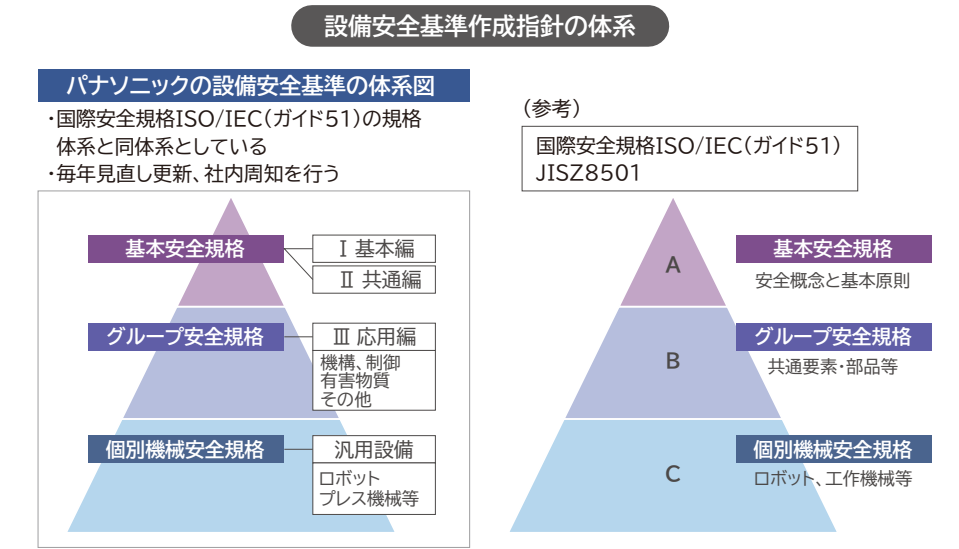 設備安全基準作成指針の体系
パナソニックの設備安全基準の体系図
・国際安全規格ISO/IEC(ガイド51)の規格
体系と同体系としている
・毎年見直し更新、社内周知を行う
基本安全規格
Ⅰ 基本編
Ⅱ 共通編
グループ安全規格
Ⅲ 応用編
機構、制御
有害物質
その他
個別機械安全規格
汎用設備
ロボット
プレス機械等
(参考)
国際安全規格ISO/IEC(ガイド51)
JISZ8501
A
基本安全規格
安全概念と基本原則
B
グループ安全規格
共通要素・部品等
C
個別機械安全規格
ロボット、工作機械等